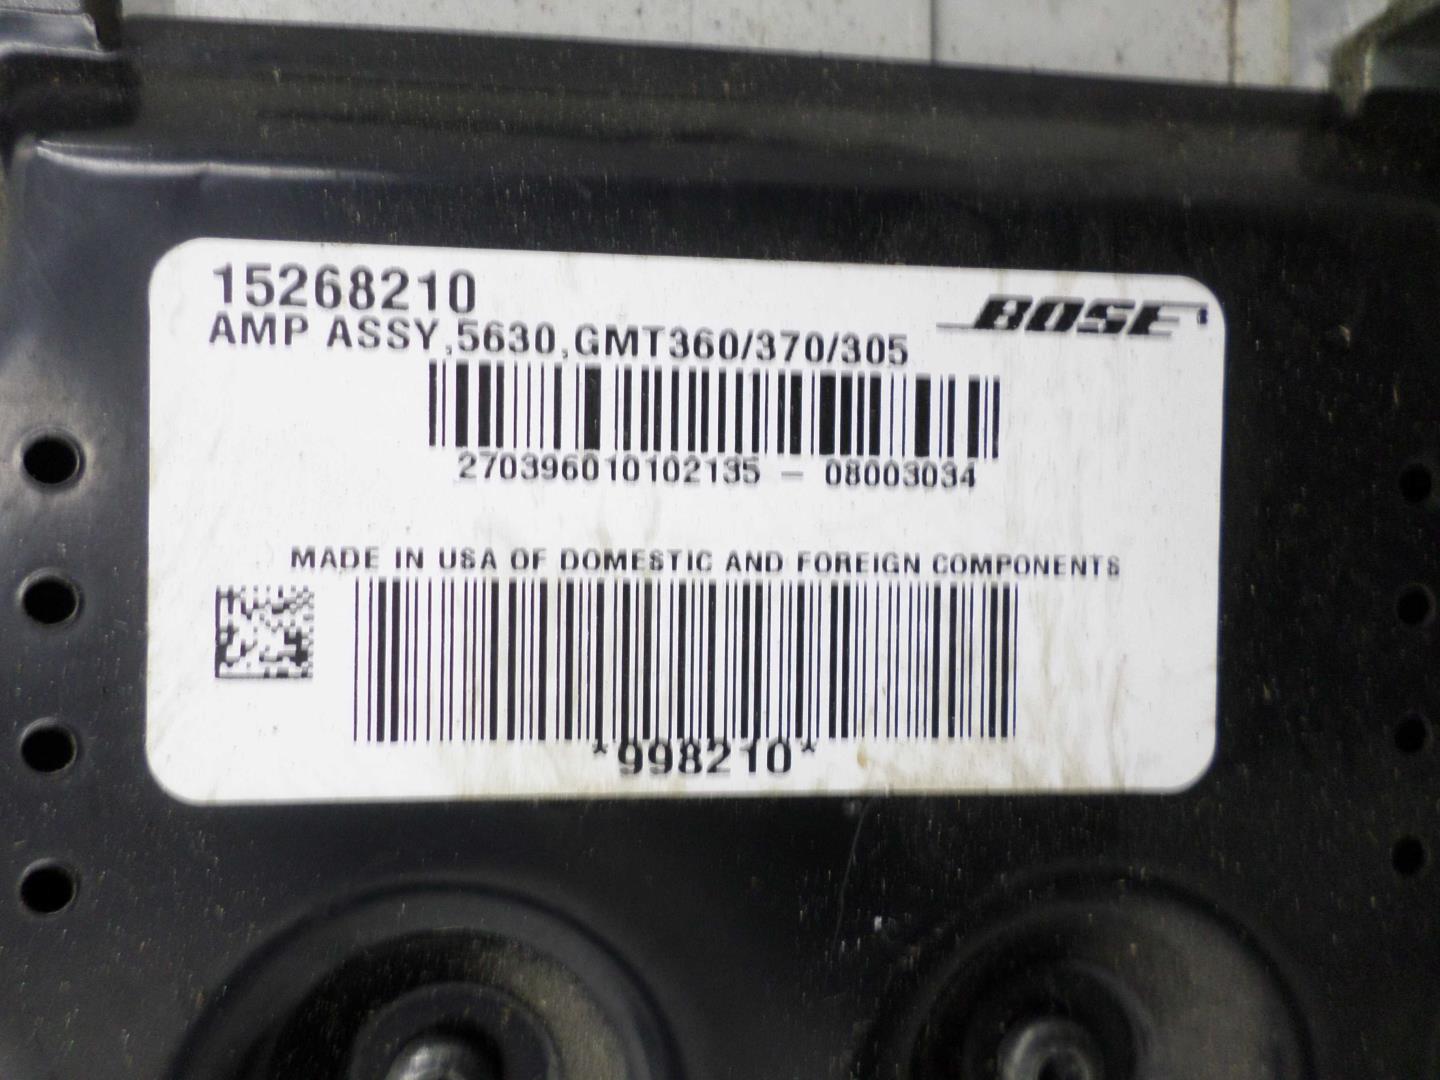 15268210
BOSE
AMP ASSY,5630,GMT360/370/305
270396010102135 - 08003034
MADE IN USA OF DOMESTIC AND FOREIGN COMPONENTS
*998210*